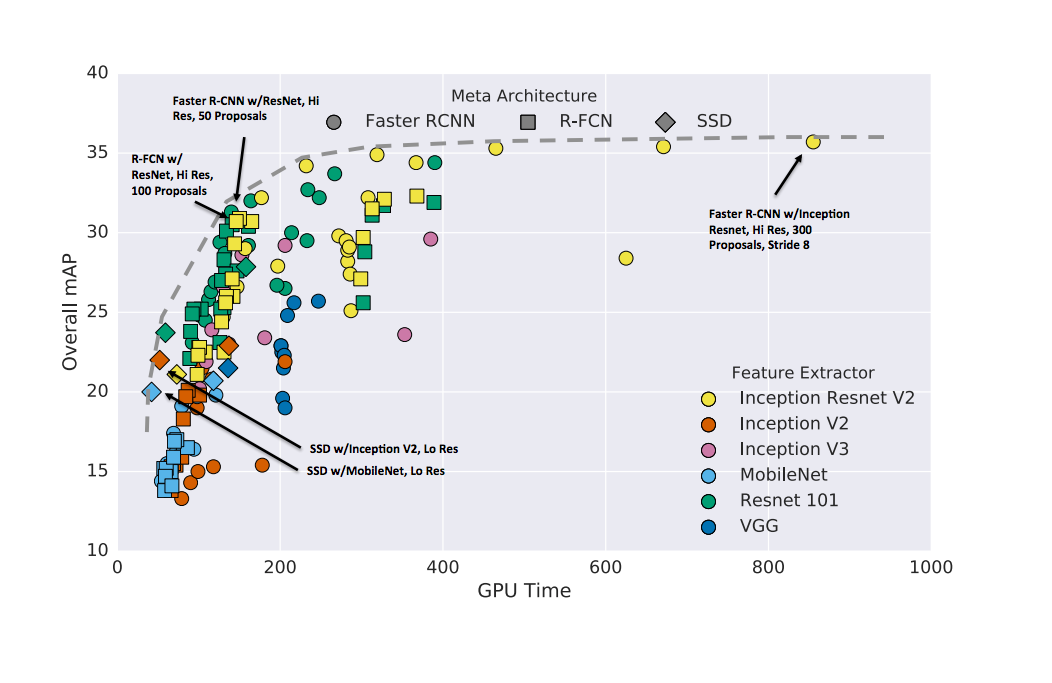 40
35
30
25
20
15
10
Overall mAP
Faster R-CNN w/ResNet, Hi
Res, 50 Proposals
Meta Architecture
Faster RCNN
R-FCN
SSD
R-FCN w/
ResNet, Hi Res,
100 Proposals
Faster R-CNN w/Inception
Resnet, Hi Res, 300
Proposals, Stride 8
SSD w/Inception V2, Lo Res
SSD w/MobileNet, Lo Res
Feature Extractor
Inception Resnet V2
Inception V2
Inception V3
MobileNet
Resnet 101
VGG
0
200
400
600
800
1000
GPU Time